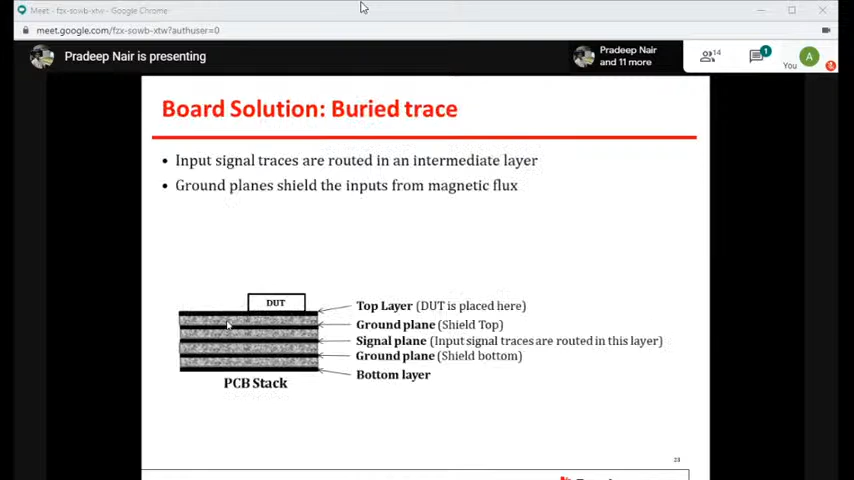 Meet - fzx-sowb-xtw - Google Chrome
meet.google.com/fzx-sowb-xtw?authuser=0
Pradeep Nair is presenting
Pradeep Nair
and 11 more
14
1
You
A
Board Solution: Buried trace
• Input signal traces are routed in an intermediate layer
• Ground planes shield the inputs from magnetic flux
DUT
Top Layer (DUT is placed here)
Ground plane (Shield Top)
Signal plane (Input signal traces are routed in this layer)
Ground plane (Shield bottom)
Bottom layer
PCB Stack